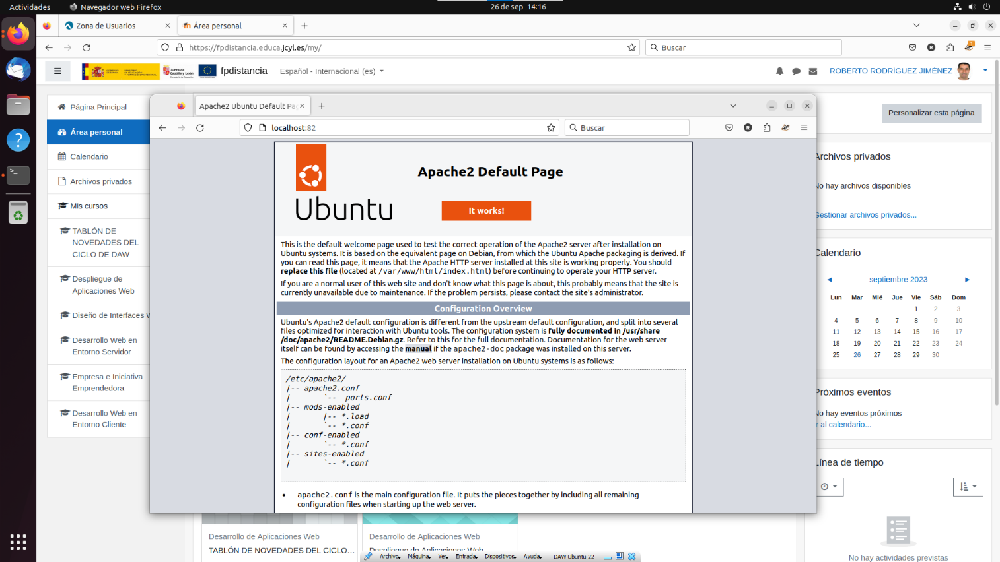 Actividades
Navegador web Firefox
26 de sep 14:16
Zona de Usuarios
Área personal
https://fpdistancia.educa.jcyl.es/my/
Buscar
fpdistancia
Español - Internacional (es)
ROBERTO RODRÍGUEZ JIMÉNEZ
Página Principal
Área personal
Calendario
Archivos privados
Mis cursos
TABLÓN DE
NOVEDADES DEL
CICLO DE DAW
Despliegue de
Aplicaciones Web
Diseño de Interfaces W
Desarrollo Web en
Entorno Servidor
Empresa e Iniciativa
Emprendedora
Desarrollo Web en
Entorno Cliente
Apache2 Ubuntu Default Pa
localhost:82
Buscar
Ubuntu
Apache2 Default Page
It works!
This is the default welcome page used to test the correct operation of the Apache2 server after installation on
Ubuntu systems. It is based on the equivalent page on Debian, from which the Ubuntu Apache packaging is derived. If
you can read this page, it means that the Apache HTTP server installed at this site is working properly. You should
replace this file (located at /var/www/html/index.html) before continuing to operate your HTTP server.
If you are a normal user of this web site and don't know what this page is about, this probably means that the site is
currently unavailable due to maintenance. If the problem persists, please contact the site's administrator.
Configuration Overview
Ubuntu's Apache2 default configuration is different from the upstream default configuration, and split into several
files optimized for interaction with Ubuntu tools. The configuration system is fully documented in /usr/share
/doc/apache2/README.Debian.gz. Refer to this for the full documentation. Documentation for the web server
itself can be found by accessing the manual if the apache2-doc package was installed on this server.
The configuration layout for an Apache2 web server installation on Ubuntu systems is as follows:
/etc/apache2/
|-- apache2.conf
|       `--  ports.conf
|-- mods-enabled
|       |-- *.load
|       `-- *.conf
|-- conf-enabled
|       `-- *.conf
|-- sites-enabled
|       `-- *.conf
• apache2.conf is the main configuration file. It puts the pieces together by including all remaining
configuration files when starting up the web server.
Personalizar esta página
Archivos privados
No hay archivos disponibles
Gestionar archivos privados...
Calendario
◄ septiembre 2023 ►
Lun Mar Mié Jue Vie Sáb Dom
1 2 3
4 5 6 7 8 9 10
11 12 13 14 15 16 17
18 19 20 21 22 23 24
25 26 27 28 29 30
Próximos eventos
No hay eventos próximos
Ir al calendario...
Línea de tiempo
No hay actividades previstas
Desarrollo de Aplicaciones Web
TABLÓN DE NOVEDADES DEL CICLO...
Desarrollo de Aplicaciones Web
Despliegue de Aplicaciones Web
Archivo Máquina Ver Entrada Dispositivos Ayuda DAW Ubuntu 22